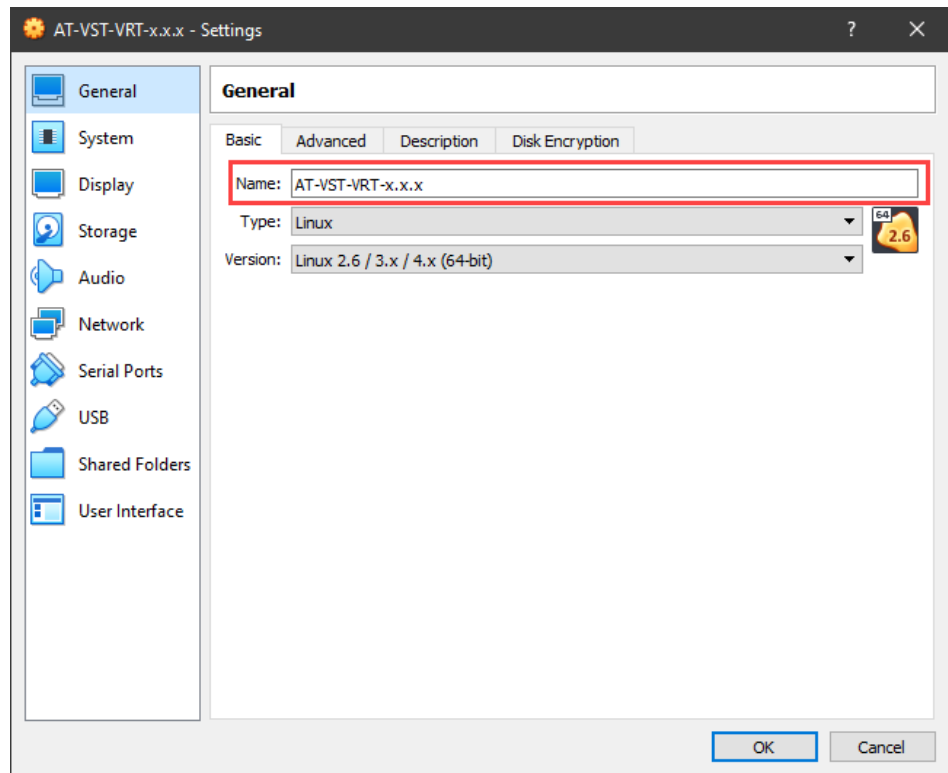 AT-VST-VRT-x.x.x - Settings ? ×
General
System
Display
Storage
Audio
Network
Serial Ports
USB
Shared Folders
User Interface
General
Basic Advanced Description Disk Encryption
Name: AT-VST-VRT-x.x.x
Type: Linux
Version: Linux 2.6 / 3.x / 4.x (64-bit)
64
2.6
OK Cancel